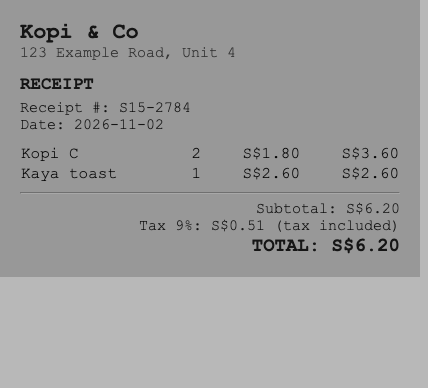 Kopi & Co
123 Example Road, Unit 4
RECEIPT
Receipt #: S15-2784
Date: 2026-11-02
Kopi C 2 S$1.80 S$3.60
Kaya toast 1 S$2.60 S$2.60
Subtotal: S$6.20
Tax 9%: S$0.51 (tax included)
TOTAL: S$6.20